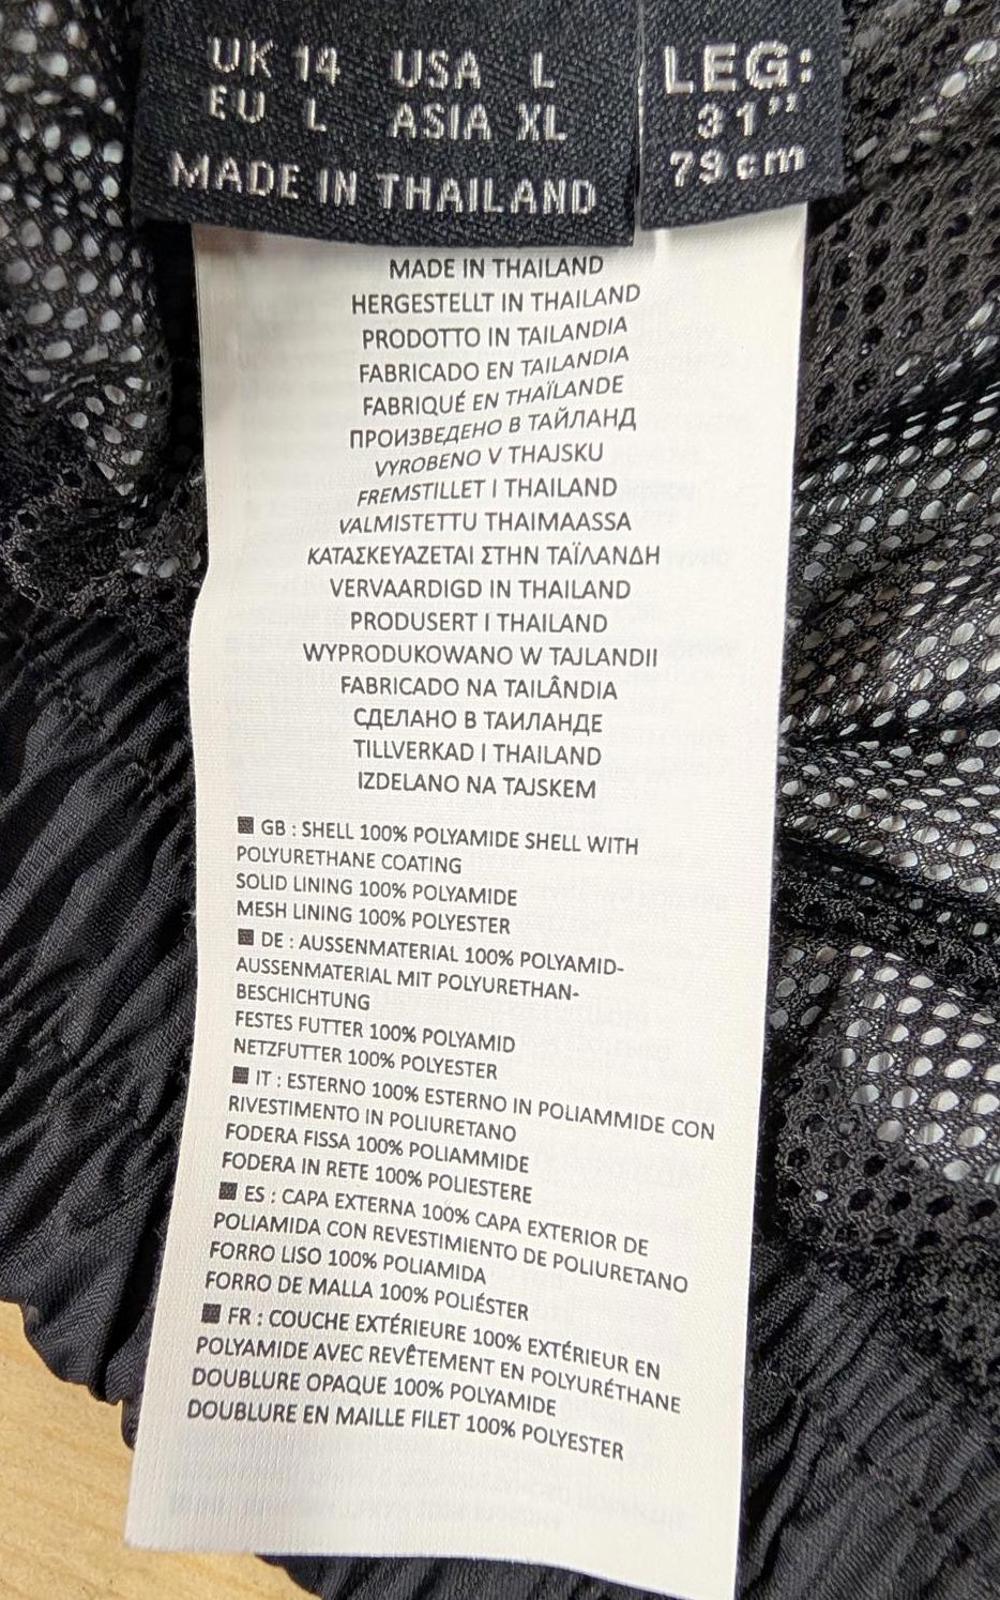 UK 14 USA L
EU L ASIA XL
MADE IN THAILAND
LEG:
31"
79cm
MADE IN THAILAND
HERGESTELLT IN THAILAND
PRODOTTO IN TAILANDIA
FABRICADO EN TAILANDIA
FABRIQUÉ EN THAÏLANDE
ПРОИЗВЕДЕНО В ТАЙЛАНД
VYROBENO V THAJSKU
FREMSTILLET I THAILAND
VALMISTETTU THAIMAASSA
ΚΑΤΑΣΚΕΥΑΖΕΤΑΙ ΣΤΗΝ ΤΑΪΛΑΝΔΗ
VERVAARDIGD IN THAILAND
PRODUSERT I THAILAND
WYPRODUKOWANO W TAJLANDII
FABRICADO NA TAILÂNDIA
СДЕЛАНО В ТАИЛАНДЕ
TILLVERKAD I THAILAND
IZDELANO NA TAJSKEM
GB : SHELL 100% POLYAMIDE SHELL WITH
POLYURETHANE COATING
SOLID LINING 100% POLYAMIDE
MESH LINING 100% POLYESTER
DE : AUSSENMATERIAL 100% POLYAMID-
AUSSENMATERIAL MIT POLYURETHAN-
BESCHICHTUNG
FESTES FUTTER 100% POLYAMID
NETZFUTTER 100% POLYESTER
IT : ESTERNO 100% ESTERNO IN POLIAMMIDE CON
RIVESTIMENTO IN POLIURETANO
FODERA FISSA 100% POLIAMMIDE
FODERA IN RETE 100% POLIESTERE
ES : CAPA EXTERNA 100% CAPA EXTERIOR DE
POLIAMIDA CON REVESTIMIENTO DE POLIURETANO
FORRO LISO 100% POLIAMIDA
FORRO DE MALLA 100% POLIÉSTER
FR : COUCHE EXTÉRIEURE 100% EXTÉRIEUR EN
POLYAMIDE AVEC REVÊTEMENT EN POLYURÉTHANE
DOUBLURE OPAQUE 100% POLYAMIDE
DOUBLURE EN MAILLE FILET 100% POLYESTER